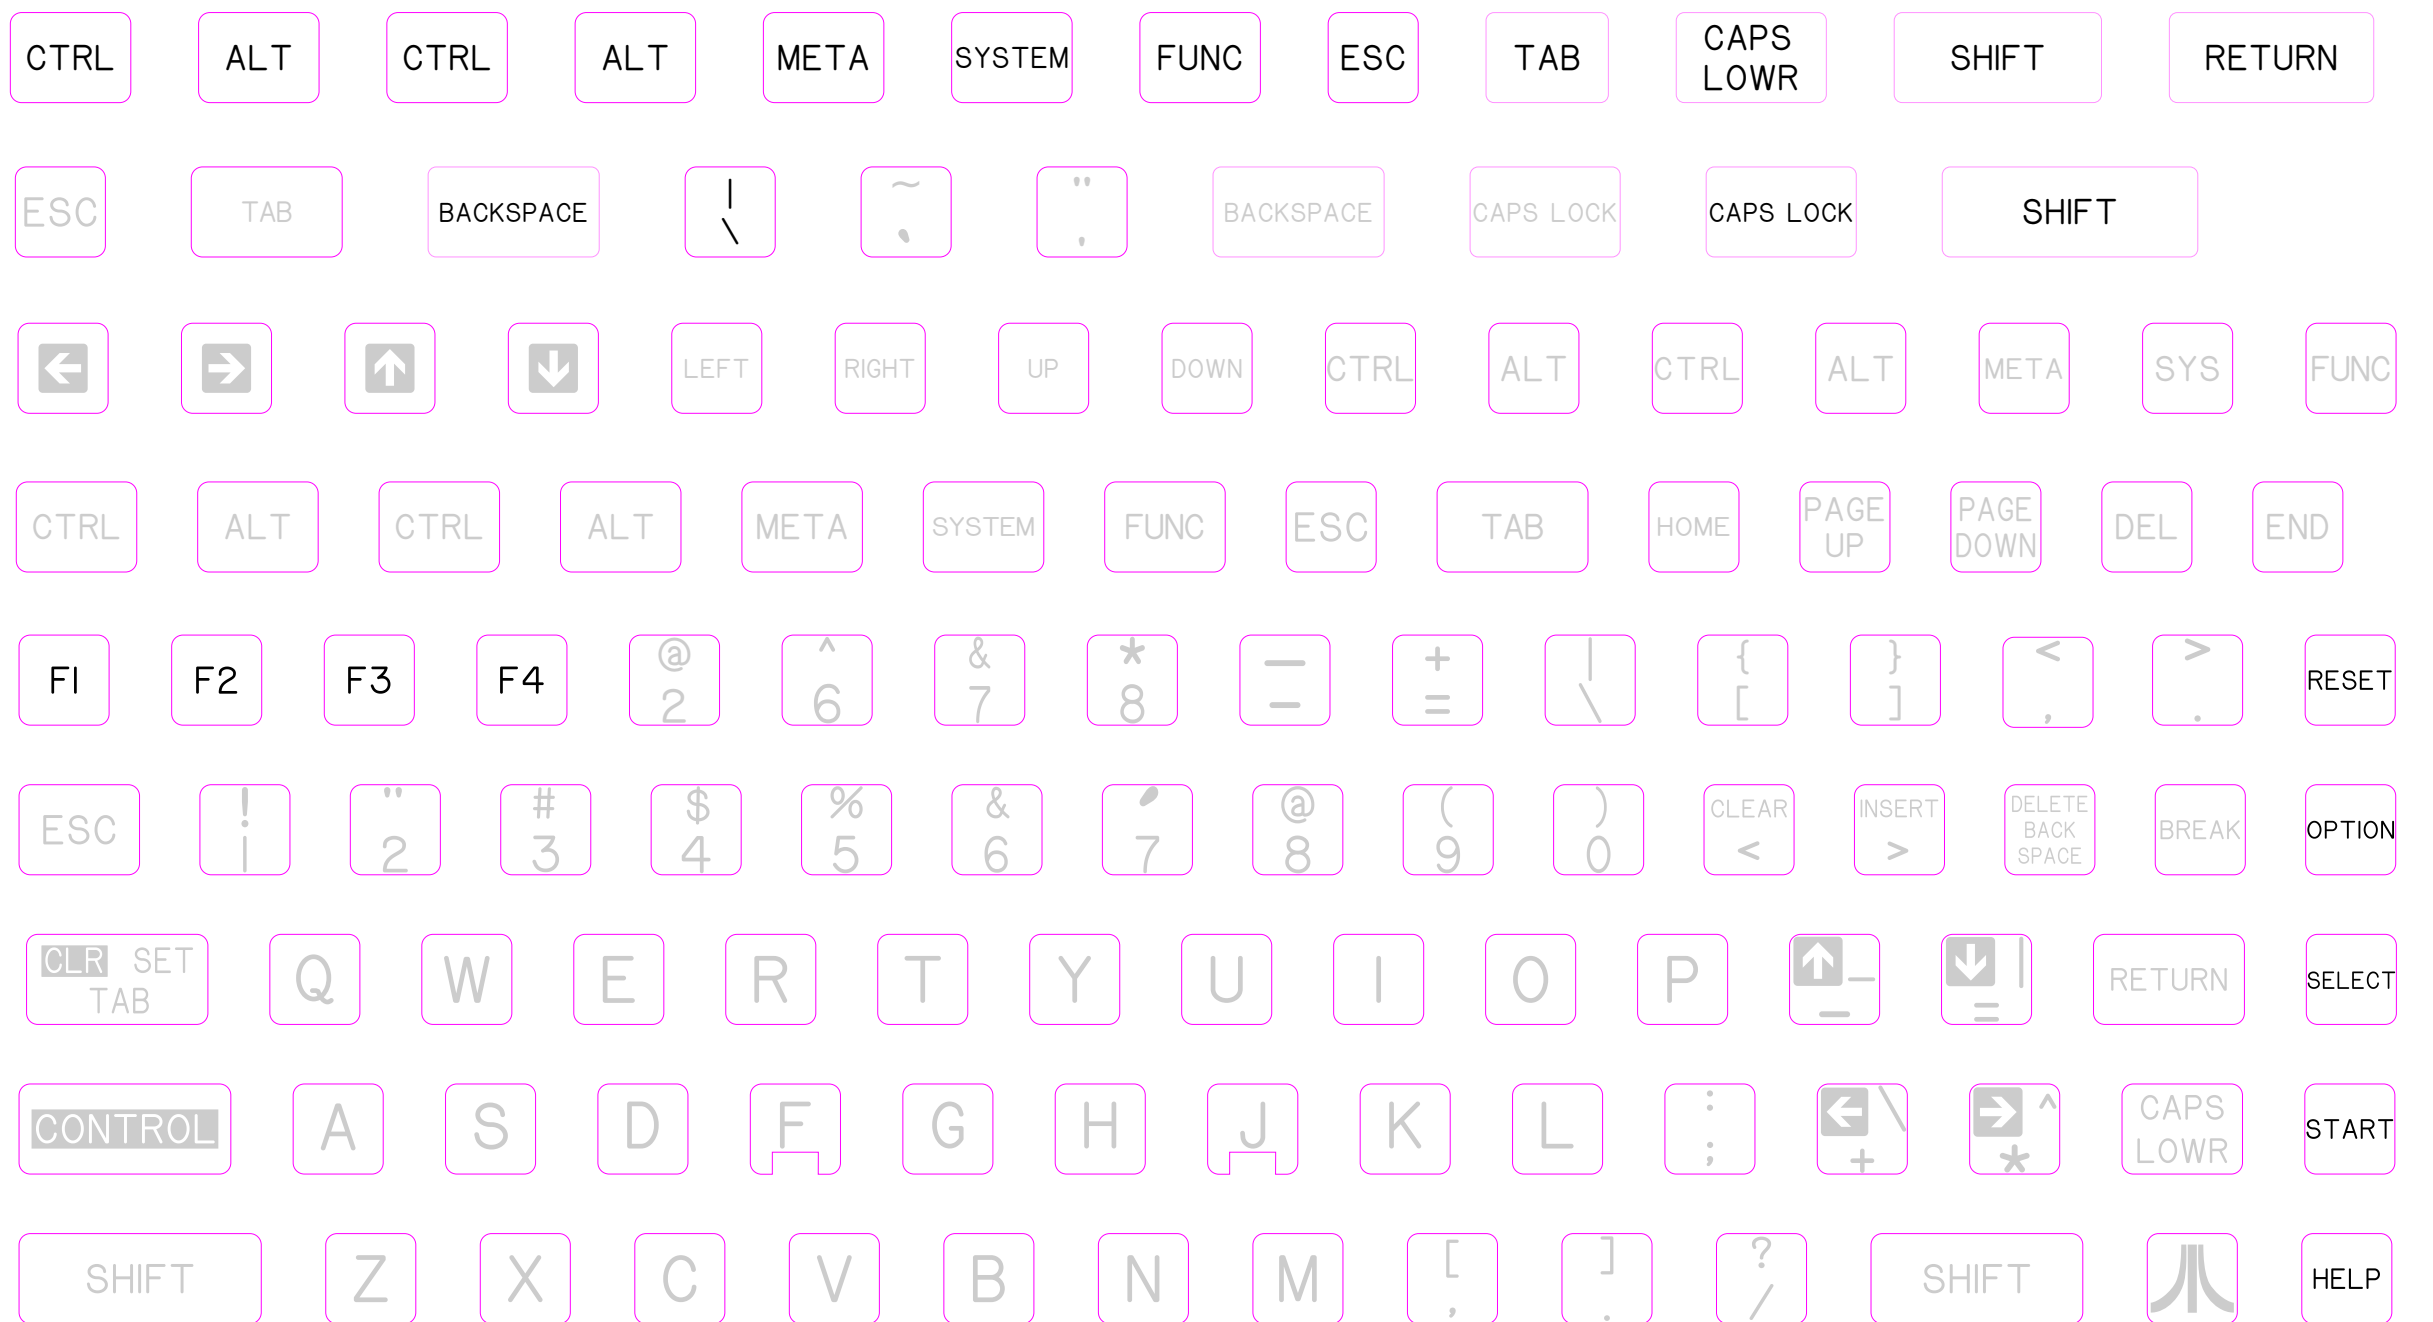 CTRL ALT CTRL ALT META SYSTEM FUNC ESC TAB CAPS LOWR SHIFT RETURN
ESC TAB BACKSPACE | \ ~ ` " ' BACKSPACE CAPS LOCK CAPS LOCK SHIFT
← → ↑ ↓ LEFT RIGHT UP DOWN CTRL ALT CTRL ALT META SYS FUNC
CTRL ALT CTRL ALT META SYSTEM FUNC ESC TAB HOME PAGE UP PAGE DOWN DEL END
F1 F2 F3 F4 @ 2 ^ 6 & 7 * 8 — - + = | \ { [ } ] < , > . RESET
ESC ! 1 " 2 # 3 $ 4 % 5 & 6 ' 7 @ 8 ( 9 ) 0 CLEAR < INSERT > DELETE BACK SPACE BREAK OPTION
CLR SET TAB Q W E R T Y U I O P ↑ _ - ↓ | = RETURN SELECT
CONTROL A S D F G H J K L : ; ← \ + → ^ * CAPS LOWR START
SHIFT Z X C V B N M [ , ] . ? / SHIFT HELP